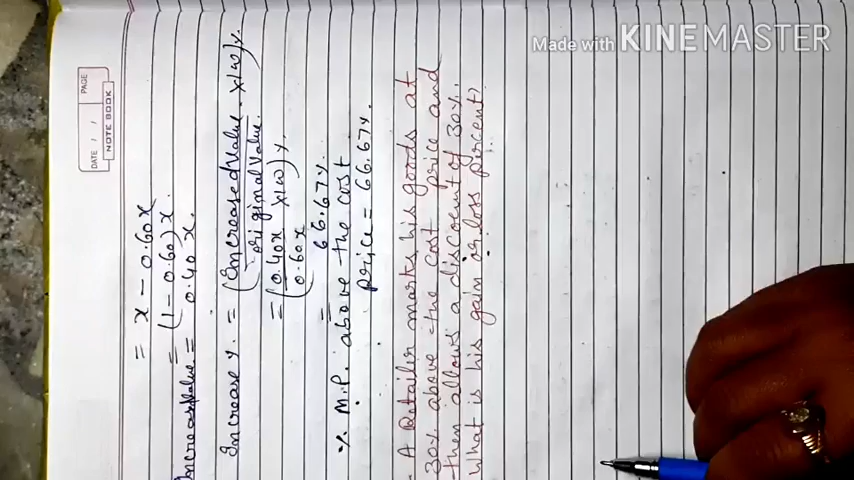 Made with KINEMASTER
PAGE
DATE / /
NOTE BOOK
= x - 0.60x
= (1 - 0.60) x.
Increase Value = 0.40 x.
Increase %. = (Increased Value × 100) %.
original Value.
= (0.40x × 100) %.
0.60x
= 66.67%.
% M.P. above the cost
price = 66.67%.
- A Retailer marks his goods at
30% above the cost price and
then allows a discount of 30%.
What is his gain or loss percent?